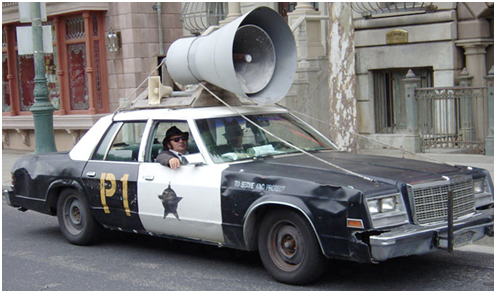 P1
TO SERVE AND PROTECT